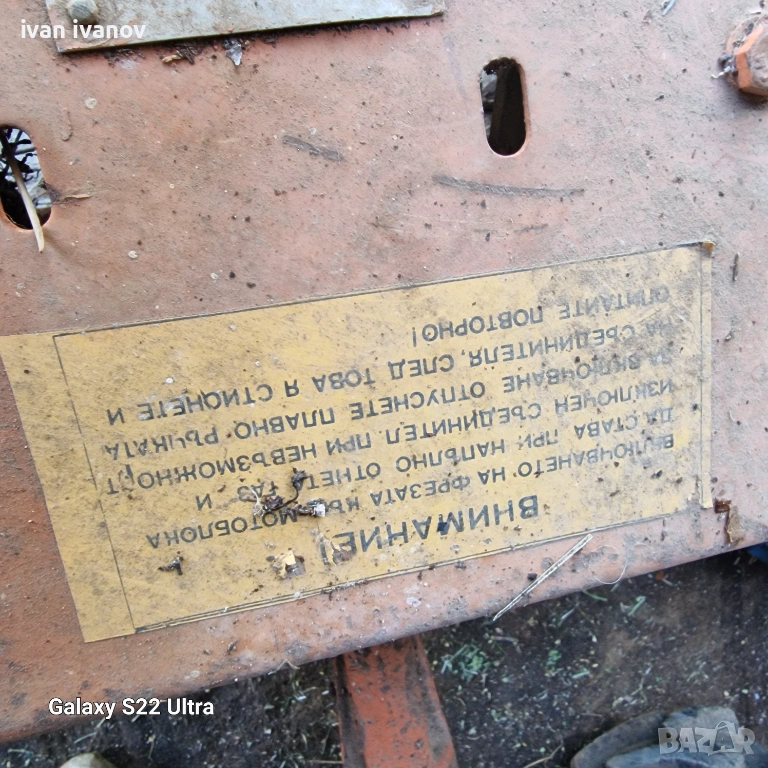 ivan ivanov
ВНИМАНИЕ!
ВКЛЮЧВАНЕТО НА ФРЕЗАТА КЪМ МОТОБЛОКА
ДА СТАВА ПРИ НАПЪЛНО ОТНЕТА ГАЗ И
ИЗКЛЮЧЕН СЪЕДИНИТЕЛ. ПРИ НЕВЪЗМОЖНОСТ
ЗА ВКЛЮЧВАНЕ ОТПУСНЕТЕ ПЛАВНО РЪЧКАТА
НА СЪЕДИНИТЕЛЯ, СЛЕД ТОВА Я СТИСНЕТЕ И
ОПИТАЙТЕ ПОВТОРНО!
Galaxy S22 Ultra
BAZAR